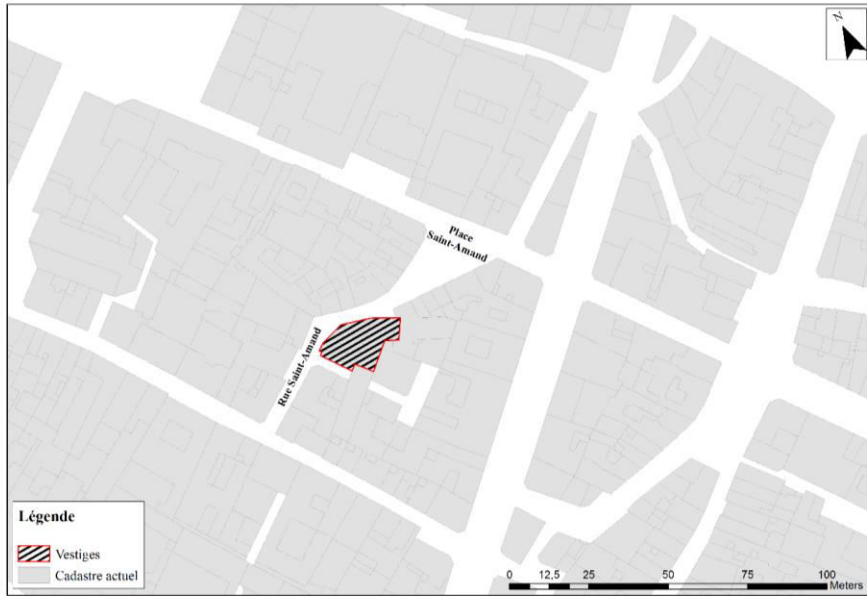 N
Place
Saint-Amand
Rue Saint-Amand
Légende
Vestiges
Cadastre actuel
0 12,5 25 50 75 100
Meters